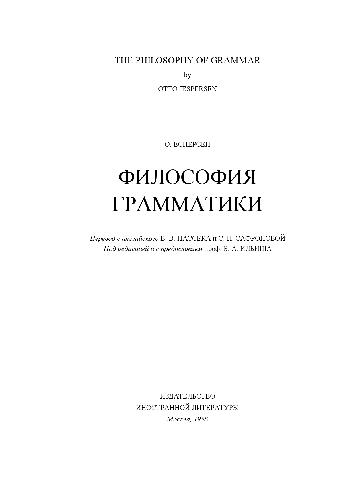 THE PHILOSOPHY OF GRAMMAR
by
OTTO JESPERSEN
О. ЕСПЕРСЕН
ФИЛОСОФИЯ
ГРАММАТИКИ
Перевод с английского В. В. ПАССЕКА и С. П. САФРОНОВОЙ
Под редакцией и с предисловием проф. Б. А. ИЛЬИША
ИЗДАТЕЛЬСТВО
ИНОСТРАННОЙ ЛИТЕРАТУРЫ
Москва, 1958